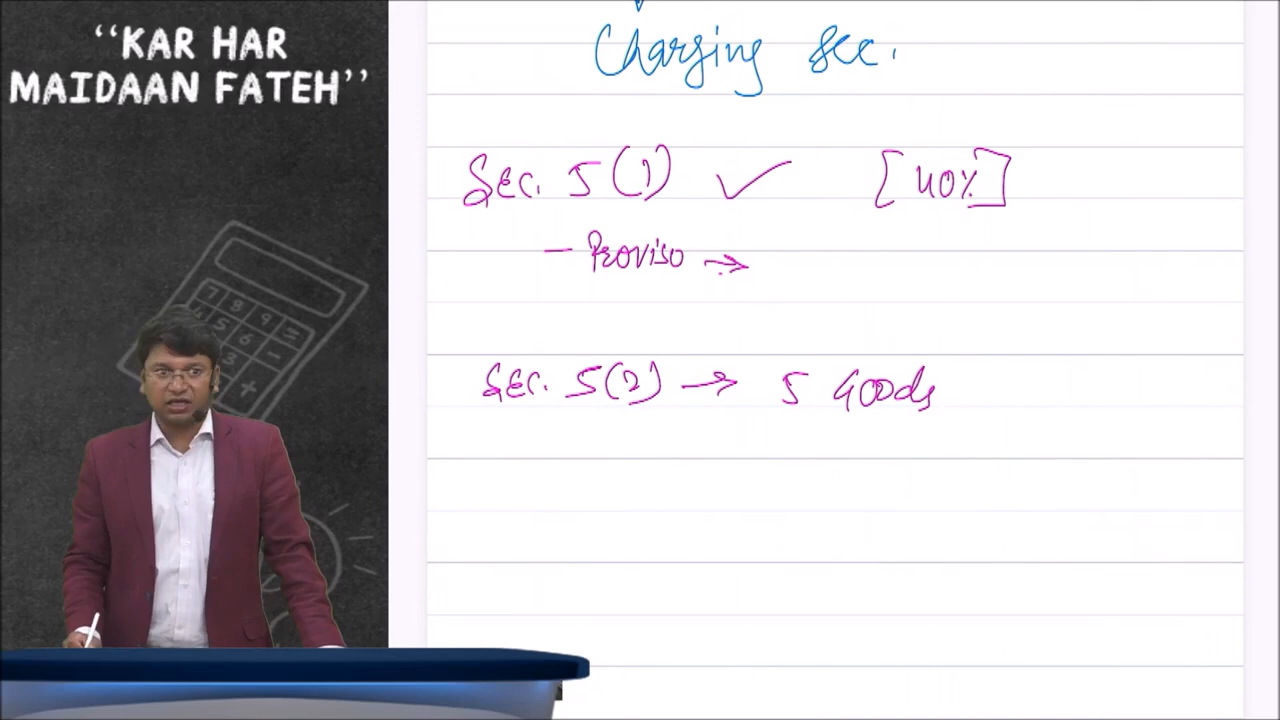 ‘‘KAR HAR
MAIDAAN FATEH’’
Charging Sec.
Sec. 5(1) ✓ [40%]
- Proviso →
Sec. 5(2) → 5 Goods